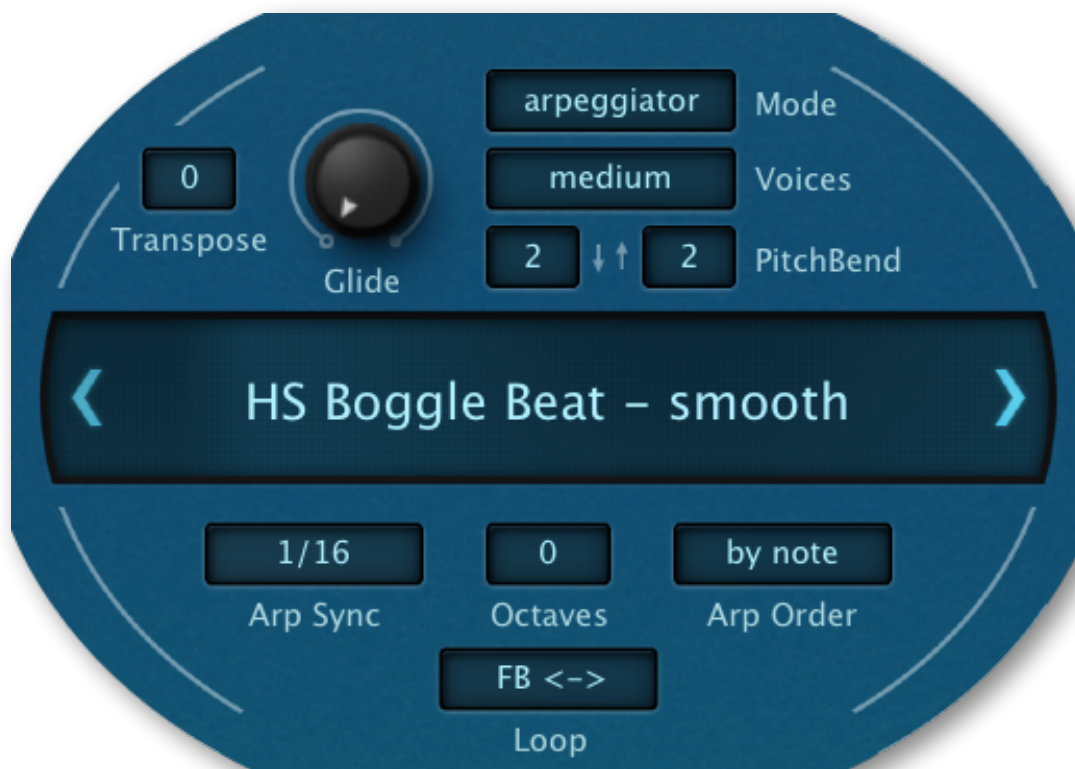 arpeggiator Mode
0
Transpose
medium Voices
2 ↓↑ 2 PitchBend
Glide
❮ HS Boggle Beat – smooth ❯
1/16 0 by note
Arp Sync Octaves Arp Order
FB <->
Loop